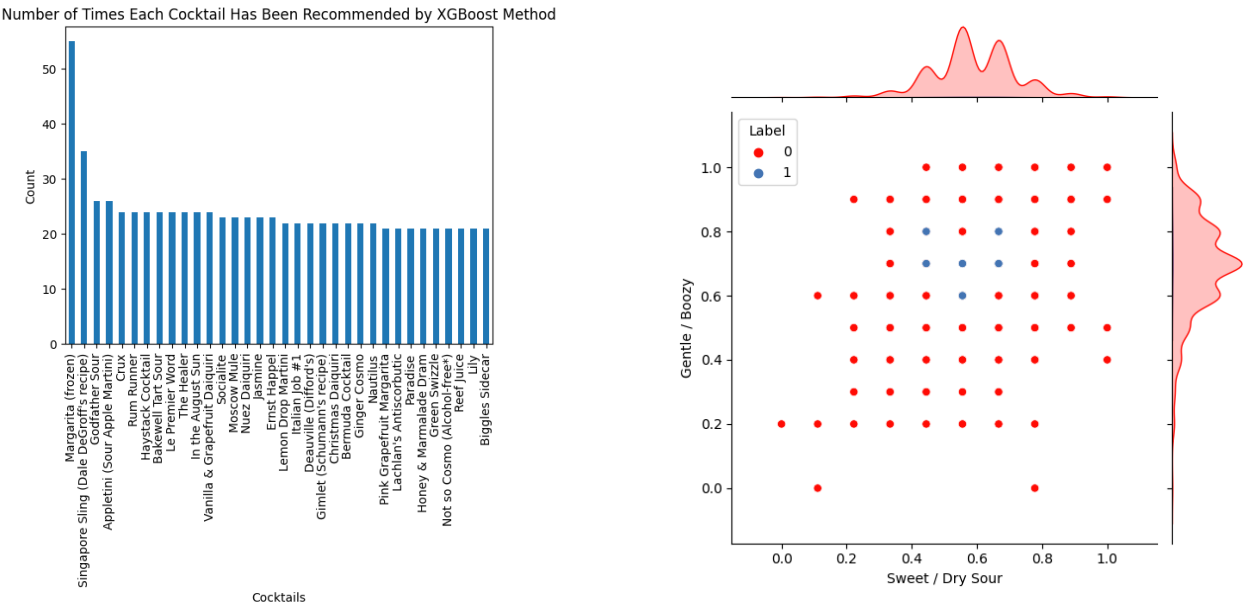 Number of Times Each Cocktail Has Been Recommended by XGBoost Method
50
40
30
20
10
0
Count
Margarita (frozen)
Singapore Sling (Dale DeGroff's recipe)
Godfather Sour
Appletini (Sour Apple Martini)
Crux
Rum Runner
Haystack Cocktail
Bakewell Tart Sour
Le Premier Word
The Healer
In the August Sun
Vanilla & Grapefruit Daiquiri
Socialite
Moscow Mule
Nuez Daiquiri
Jasmine
Ernst Happel
Lemon Drop Martini
Italian Job #1
Deauville (Difford's)
Gimlet (Schumann's recipe)
Christmas Daiquiri
Bermuda Cocktail
Ginger Cosmo
Nautilus
Pink Grapefruit Margarita
Lachlan's Antiscorbutic
Paradise
Honey & Marmalade Dram
Green Swizzle
Not so Cosmo (Alcohol-free*)
Reef Juice
Lily
Biggles Sidecar
Cocktails
Label
0
1
1.0
0.8
0.6
0.4
0.2
0.0
Gentle / Boozy
0.0 0.2 0.4 0.6 0.8 1.0
Sweet / Dry Sour